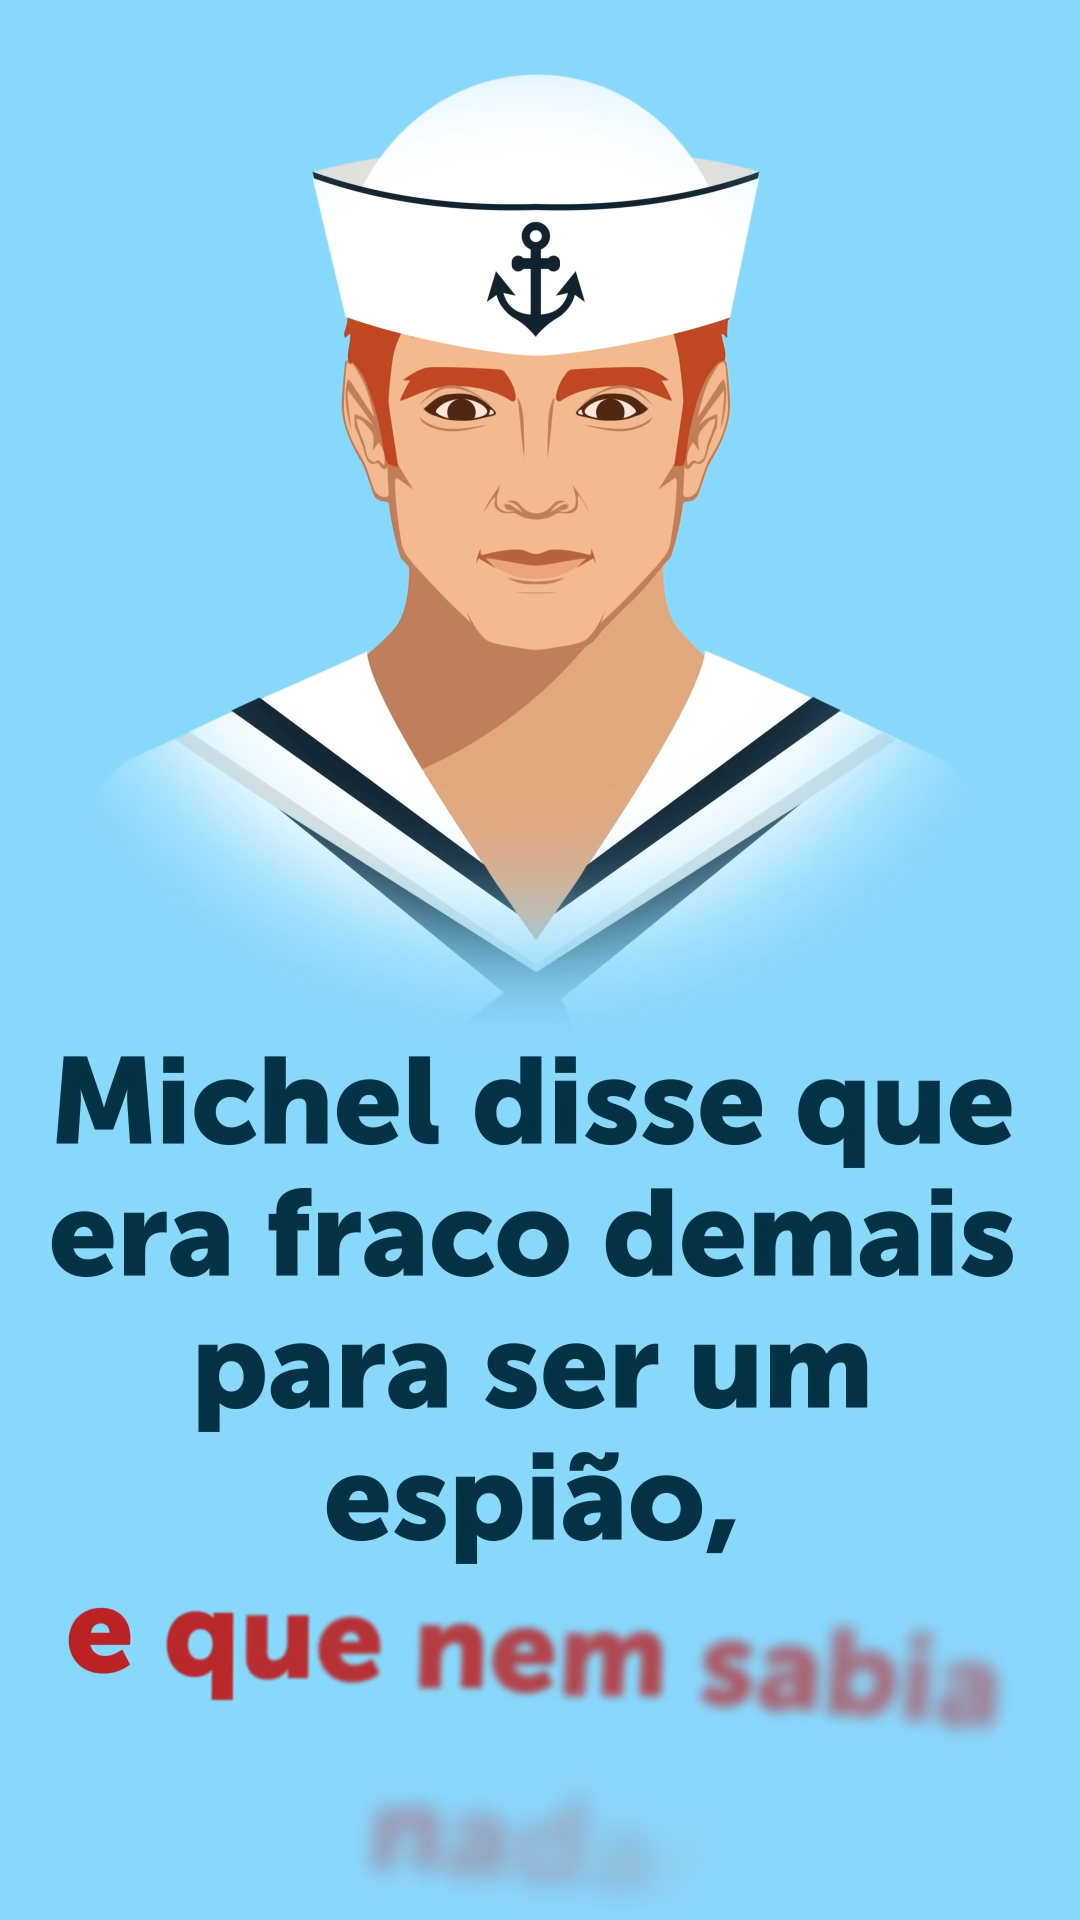 Michel disse que
era fraco demais
para ser um
espião,
e que nem sabia